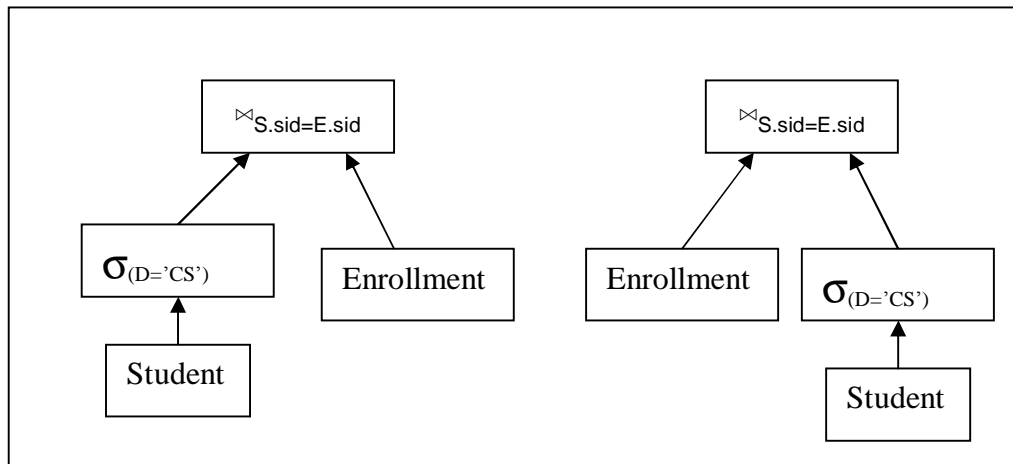 ⋈S.sid=E.sid
σ(D=’CS’)
Enrollment
Student
⋈S.sid=E.sid
Enrollment
σ(D=’CS’)
Student